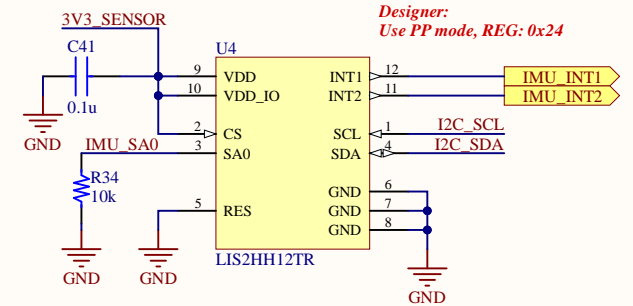 Designer:
Use PP mode, REG: 0x24
3V3_SENSOR
C41
0.1u
GND
U4
9 VDD INT1 12 IMU_INT1
10 VDD_IO INT2 11 IMU_INT2
2 CS SCL 1 I2C_SCL
IMU_SA0 3 SA0 SDA 4 I2C_SDA
R34
10k
GND 6
5 RES GND 7
GND 8
LIS2HH12TR
GND
GND
GND